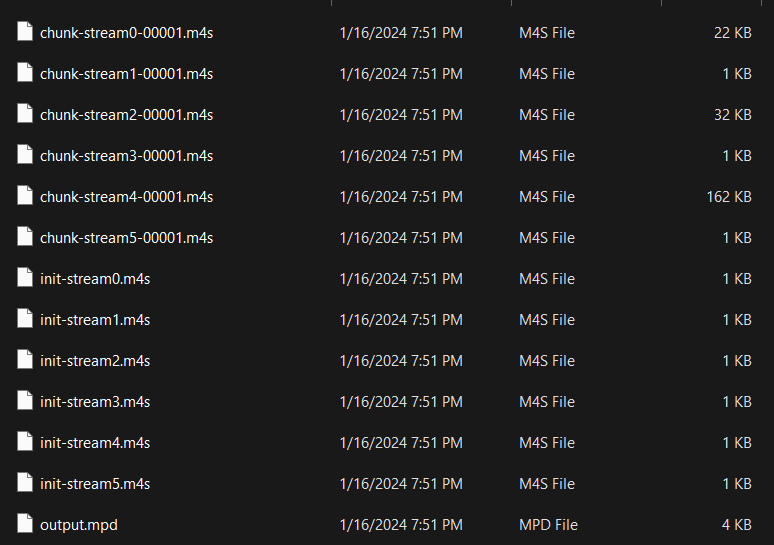 chunk-stream0-00001.m4s 1/16/2024 7:51 PM M4S File 22 KB
chunk-stream1-00001.m4s 1/16/2024 7:51 PM M4S File 1 KB
chunk-stream2-00001.m4s 1/16/2024 7:51 PM M4S File 32 KB
chunk-stream3-00001.m4s 1/16/2024 7:51 PM M4S File 1 KB
chunk-stream4-00001.m4s 1/16/2024 7:51 PM M4S File 162 KB
chunk-stream5-00001.m4s 1/16/2024 7:51 PM M4S File 1 KB
init-stream0.m4s 1/16/2024 7:51 PM M4S File 1 KB
init-stream1.m4s 1/16/2024 7:51 PM M4S File 1 KB
init-stream2.m4s 1/16/2024 7:51 PM M4S File 1 KB
init-stream3.m4s 1/16/2024 7:51 PM M4S File 1 KB
init-stream4.m4s 1/16/2024 7:51 PM M4S File 1 KB
init-stream5.m4s 1/16/2024 7:51 PM M4S File 1 KB
output.mpd 1/16/2024 7:51 PM MPD File 4 KB